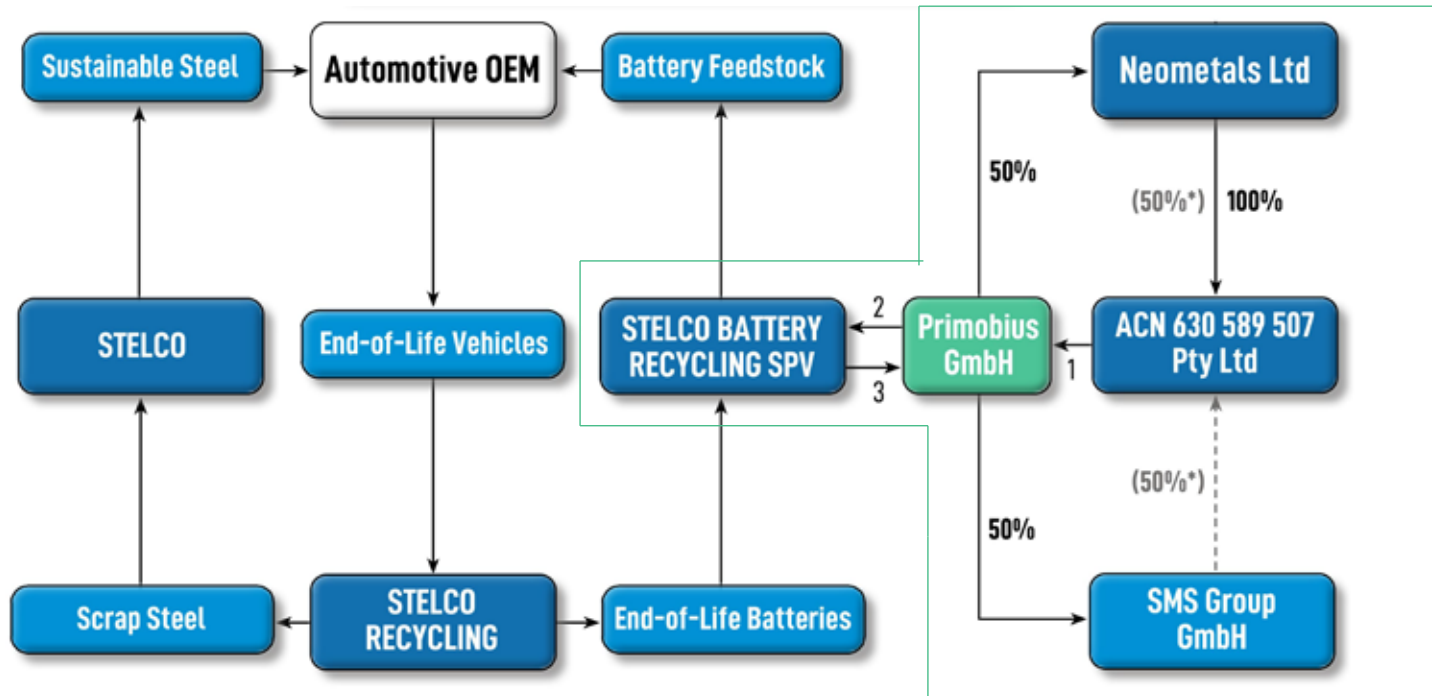 Sustainable Steel
Automotive OEM
Battery Feedstock
Neometals Ltd
50%
(50%*)
100%
STELCO
End-of-Life Vehicles
STELCO BATTERY
RECYCLING SPV
2
3
Primobius
GmbH
1
ACN 630 589 507
Pty Ltd
(50%*)
50%
Scrap Steel
STELCO
RECYCLING
End-of-Life Batteries
SMS Group
GmbH